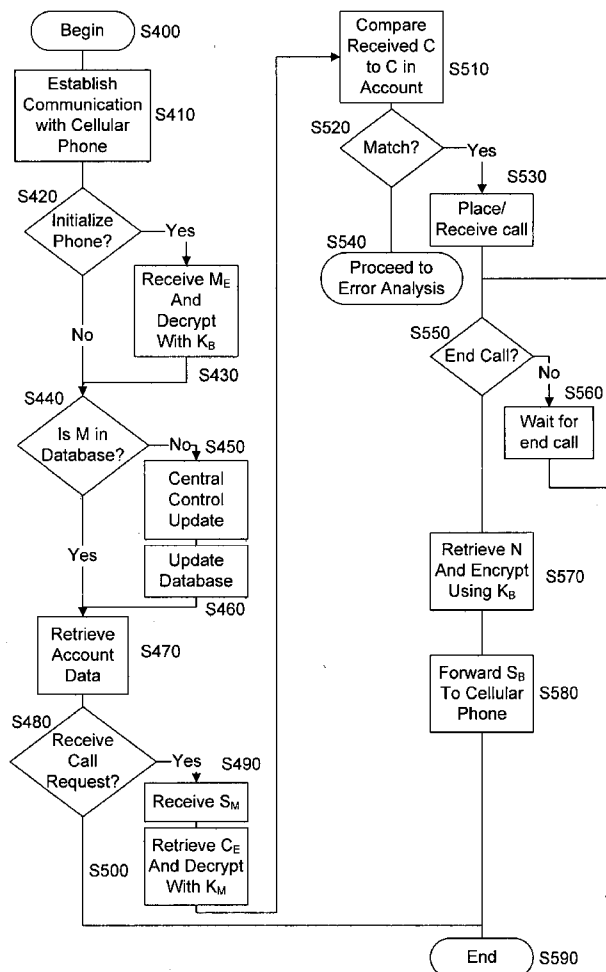 Begin
S400
Establish
Communication
with Cellular
Phone
S410
S420
Initialize
Phone?
Yes
Receive M_E
And
Decrypt
With K_B
No
S430
S440
Is M in
Database?
No
S450
Central
Control
Update
Yes
Update
Database
S460
Retrieve
Account
Data
S470
S480
Receive
Call
Request?
Yes
S490
Receive S_M
Retrieve C_E
And Decrypt
With K_M
S500
Compare
Received C
to C in
Account
S510
S520
Match?
Yes
S530
Place/
Receive call
S540
Proceed to
Error Analysis
S550
End Call?
No
S560
Wait for
end call
Retrieve N
And Encrypt
Using K_B
S570
Forward S_B
To Cellular
Phone
S580
End
S590